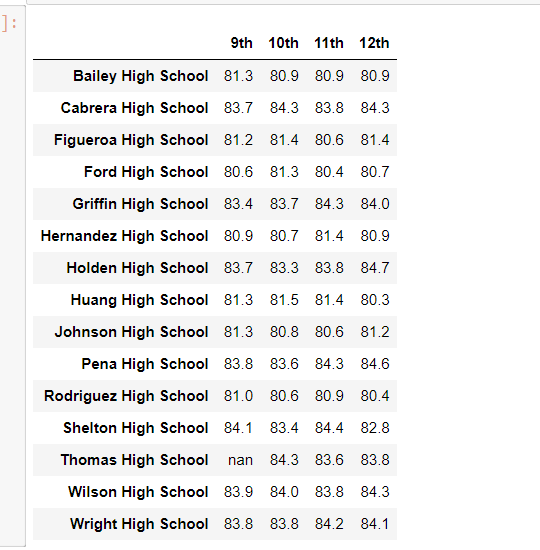 ]:
9th 10th 11th 12th
Bailey High School 81.3 80.9 80.9 80.9
Cabrera High School 83.7 84.3 83.8 84.3
Figueroa High School 81.2 81.4 80.6 81.4
Ford High School 80.6 81.3 80.4 80.7
Griffin High School 83.4 83.7 84.3 84.0
Hernandez High School 80.9 80.7 81.4 80.9
Holden High School 83.7 83.3 83.8 84.7
Huang High School 81.3 81.5 81.4 80.3
Johnson High School 81.3 80.8 80.6 81.2
Pena High School 83.8 83.6 84.3 84.6
Rodriguez High School 81.0 80.6 80.9 80.4
Shelton High School 84.1 83.4 84.4 82.8
Thomas High School nan 84.3 83.6 83.8
Wilson High School 83.9 84.0 83.8 84.3
Wright High School 83.8 83.8 84.2 84.1